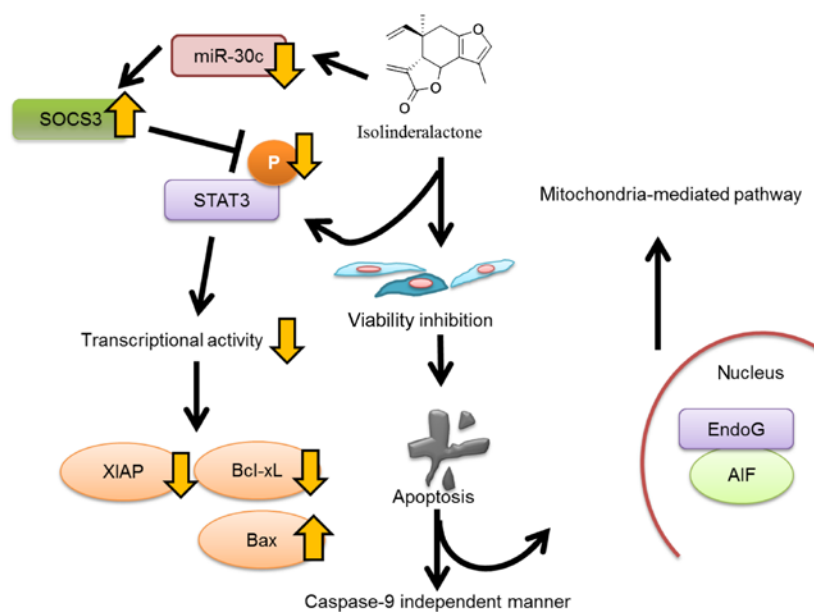 miR-30c
SOCS3
Isolinderalactone
P
STAT3
Mitochondria-mediated pathway
Viability inhibition
Transcriptional activity
Nucleus
EndoG
AIF
XIAP
Bcl-xL
Apoptosis
Bax
Caspase-9 independent manner
O
O
O